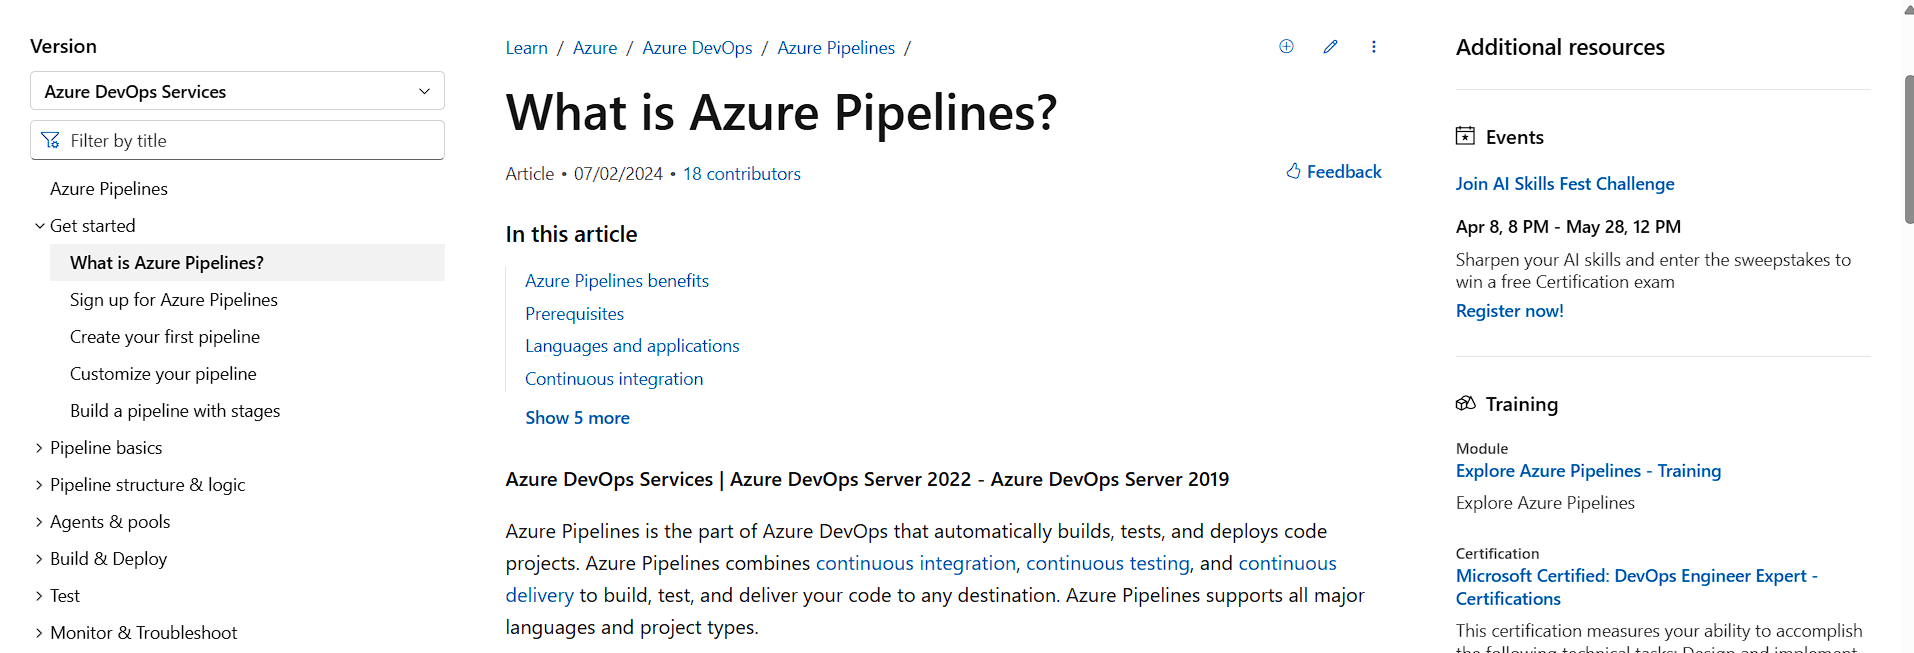 Version
Azure DevOps Services
Filter by title
Azure Pipelines
Get started
What is Azure Pipelines?
Sign up for Azure Pipelines
Create your first pipeline
Customize your pipeline
Build a pipeline with stages
Pipeline basics
Pipeline structure & logic
Agents & pools
Build & Deploy
Test
Monitor & Troubleshoot
Learn / Azure / Azure DevOps / Azure Pipelines /
What is Azure Pipelines?
Article • 07/02/2024 • 18 contributors
Feedback
In this article
Azure Pipelines benefits
Prerequisites
Languages and applications
Continuous integration
Show 5 more
Azure DevOps Services | Azure DevOps Server 2022 - Azure DevOps Server 2019
Azure Pipelines is the part of Azure DevOps that automatically builds, tests, and deploys code
projects. Azure Pipelines combines continuous integration, continuous testing, and continuous
delivery to build, test, and deliver your code to any destination. Azure Pipelines supports all major
languages and project types.
Additional resources
Events
Join AI Skills Fest Challenge
Apr 8, 8 PM - May 28, 12 PM
Sharpen your AI skills and enter the sweepstakes to
win a free Certification exam
Register now!
Training
Module
Explore Azure Pipelines - Training
Explore Azure Pipelines
Certification
Microsoft Certified: DevOps Engineer Expert -
Certifications
This certification measures your ability to accomplish
the following technical tasks: Design and implement